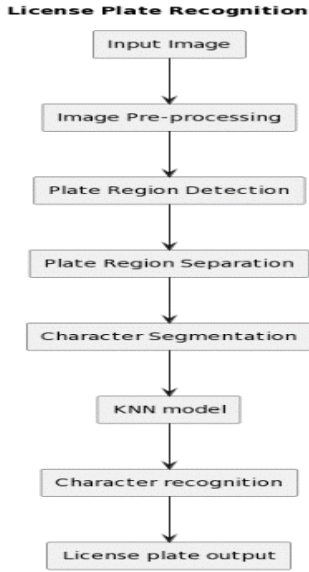 License Plate Recognition
Input Image
Image Pre-processing
Plate Region Detection
Plate Region Separation
Character Segmentation
KNN model
Character recognition
License plate output